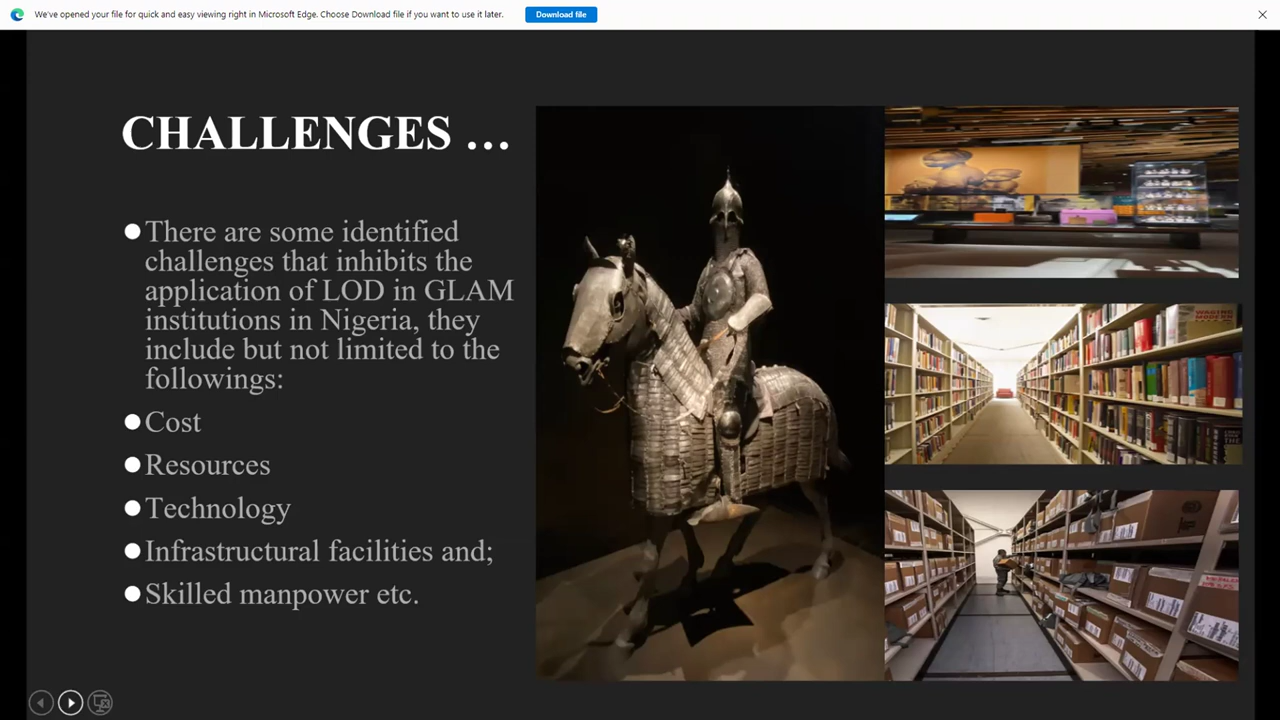 We've opened your file for quick and easy viewing right in Microsoft Edge. Choose Download file if you want to use it later.
Download file
CHALLENGES …
There are some identified
challenges that inhibits the
application of LOD in GLAM
institutions in Nigeria, they
include but not limited to the
followings:
Cost
Resources
Technology
Infrastructural facilities and;
Skilled manpower etc.